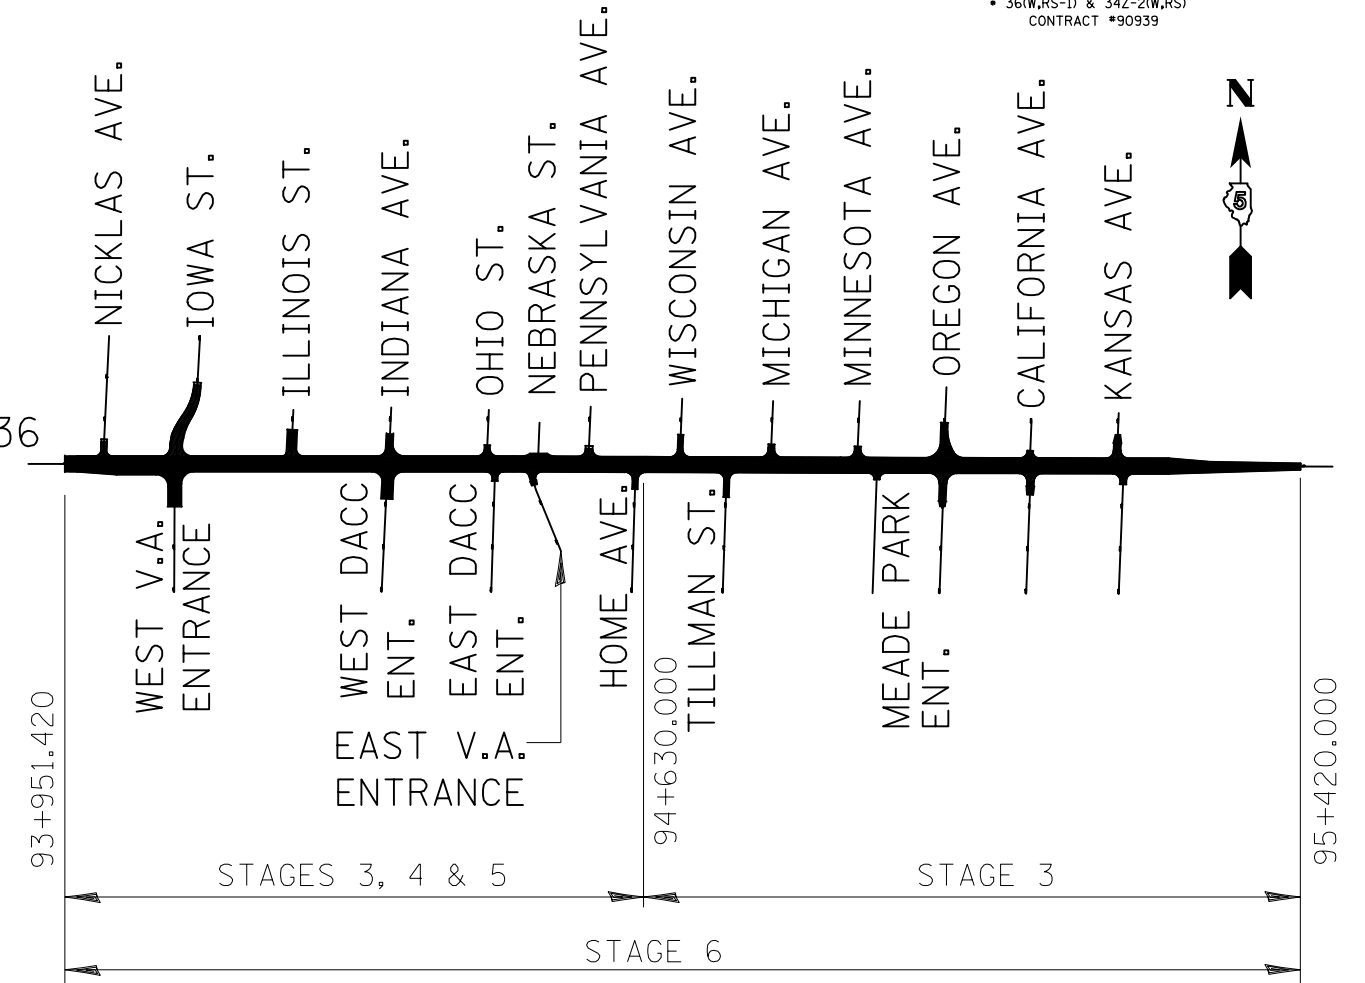 * 36(W,RS-1) & 34Z-2(W,RS)
CONTRACT #90939
N
5
NICKLAS AVE.
IOWA ST.
ILLINOIS ST.
INDIANA AVE.
OHIO ST.
NEBRASKA ST.
PENNSYLVANIA AVE.
WISCONSIN AVE.
MICHIGAN AVE.
MINNESOTA AVE.
OREGON AVE.
CALIFORNIA AVE.
KANSAS AVE.
36
WEST V.A.
ENTRANCE
WEST DACC
ENT.
EAST DACC
ENT.
EAST V.A.
ENTRANCE
HOME AVE.
TILLMAN ST.
MEADE PARK
ENT.
93+951.420
94+630.000
95+420.000
STAGES 3, 4 & 5
STAGE 3
STAGE 6